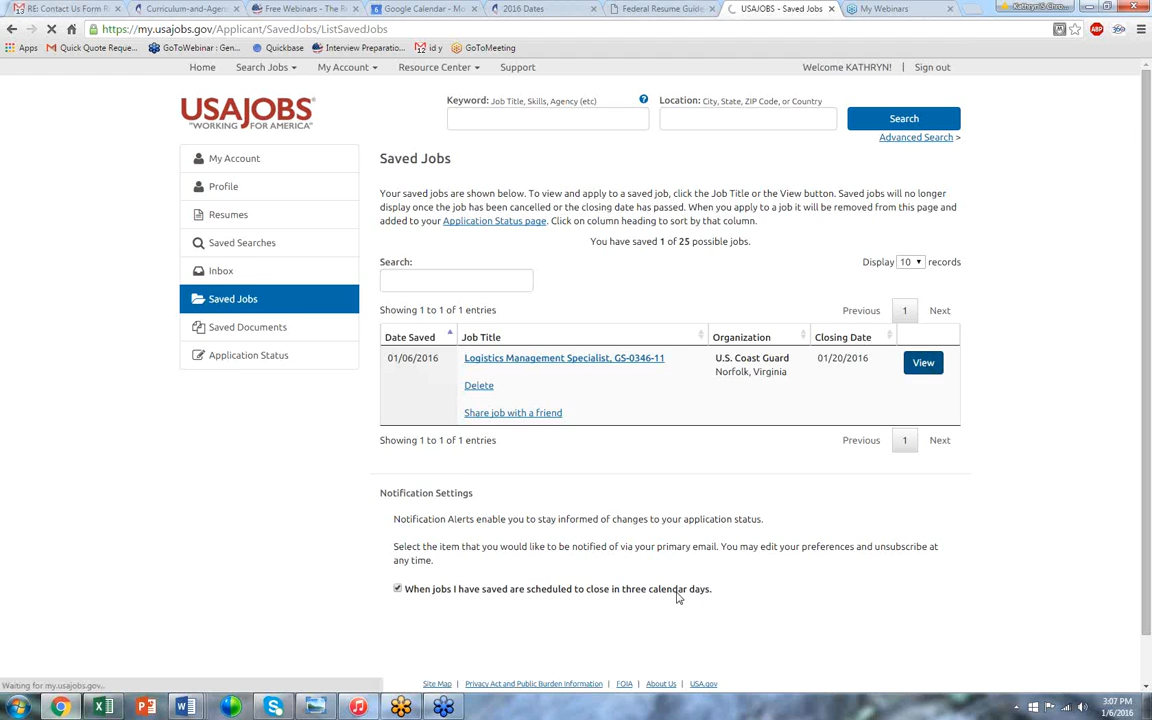 RE: Contact Us Form R
Curriculum-and-Agen
Free Webinars - The R
Google Calendar - Mo
2016 Dates
Federal Resume Guide
USAJOBS - Saved Jobs
My Webinars
https://my.usajobs.gov/Applicant/SavedJobs/ListSavedJobs
Apps
Quick Quote Reque...
GoToWebinar : Gen...
Quickbase
Interview Preparatio...
id y
GoToMeeting
Home
Search Jobs
My Account
Resource Center
Support
Welcome KATHRYN!
Sign out
USAJOBS
"WORKING FOR AMERICA"
Keyword: Job Title, Skills, Agency (etc)
Location: City, State, ZIP Code, or Country
Search
Advanced Search >
My Account
Profile
Resumes
Saved Searches
Inbox
Saved Jobs
Saved Documents
Application Status
Saved Jobs
Your saved jobs are shown below. To view and apply to a saved job, click the Job Title or the View button. Saved jobs will no longer
display once the job has been cancelled or the closing date has passed. When you apply to a job it will be removed from this page and
added to your Application Status page. Click on column heading to sort by that column.
You have saved 1 of 25 possible jobs.
Search:
Display 10 records
Showing 1 to 1 of 1 entries
Previous 1 Next
Date Saved Job Title Organization Closing Date
01/06/2016 Logistics Management Specialist, GS-0346-11 U.S. Coast Guard 01/20/2016 View
Norfolk, Virginia
Delete
Share job with a friend
Showing 1 to 1 of 1 entries
Previous 1 Next
Notification Settings
Notification Alerts enable you to stay informed of changes to your application status.
Select the item that you would like to be notified of via your primary email. You may edit your preferences and unsubscribe at
any time.
When jobs I have saved are scheduled to close in three calendar days.
Site Map
Privacy Act and Public Burden Information
FOIA
About Us
USA.gov
Waiting for my.usajobs.gov...
3:07 PM
1/6/2016